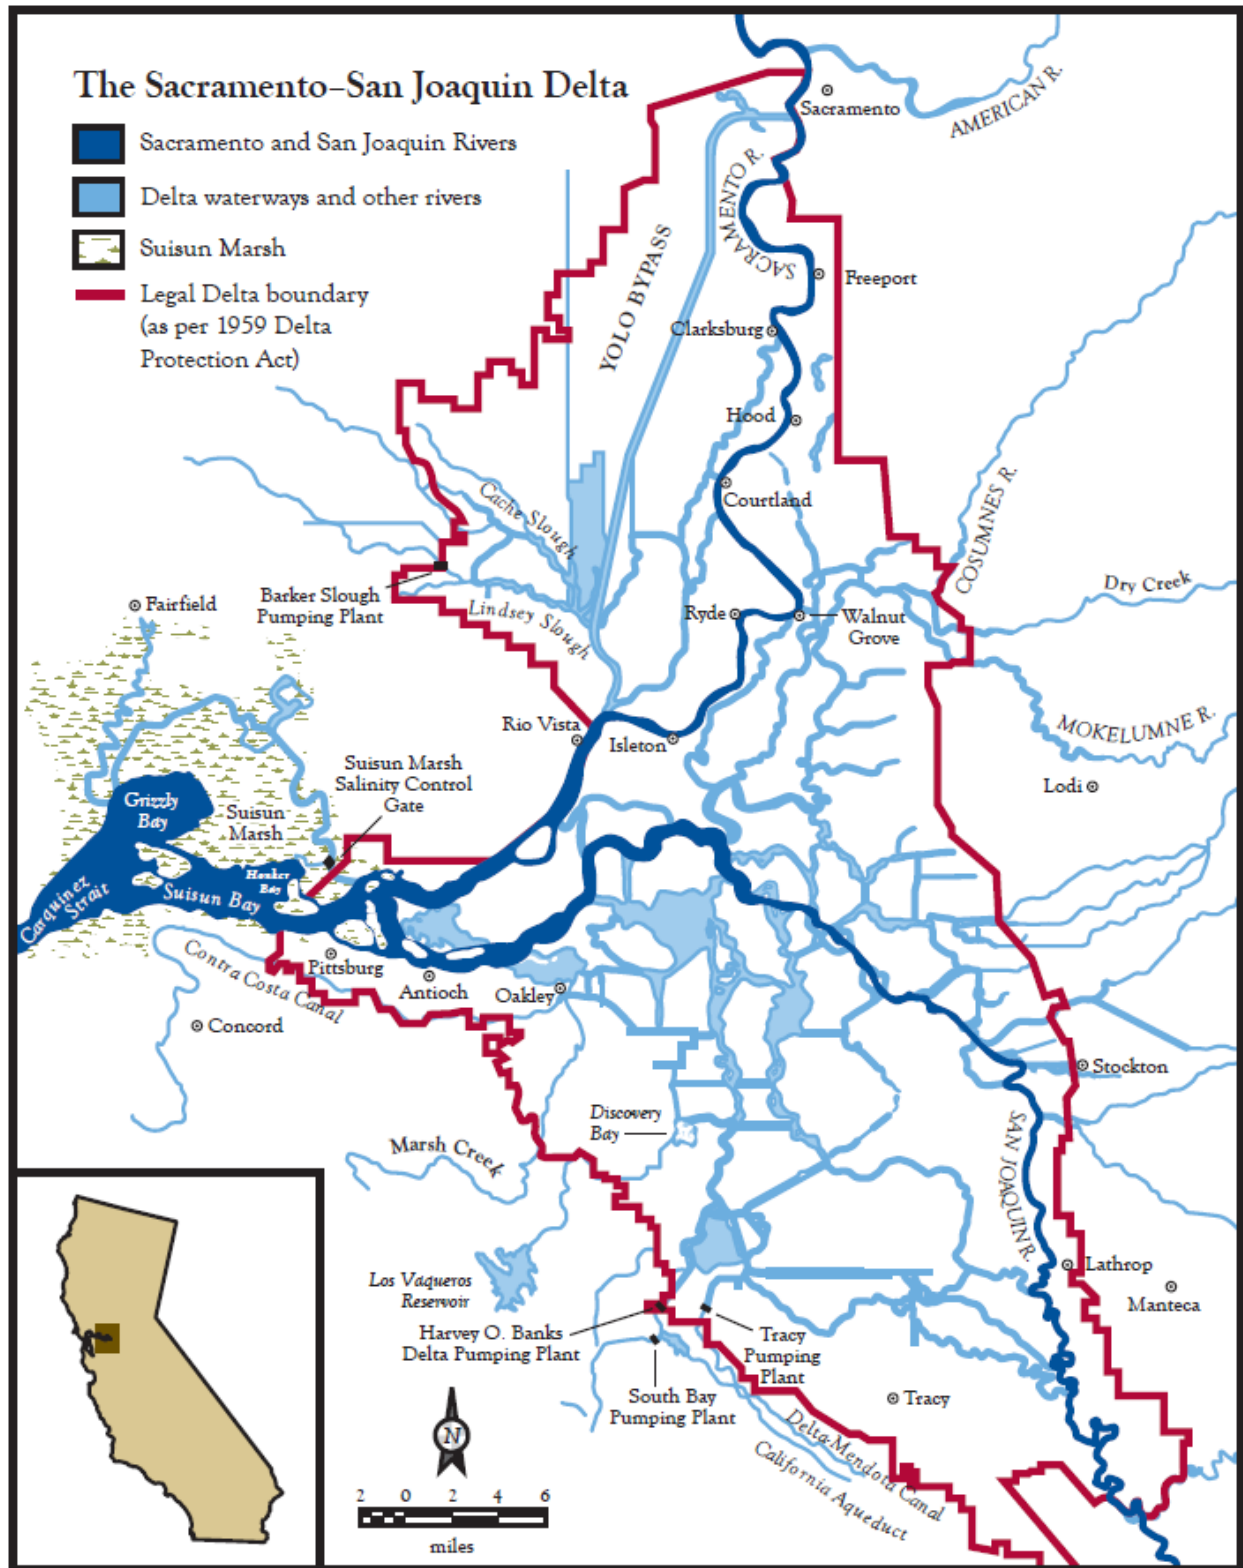 The Sacramento–San Joaquin Delta
Sacramento and San Joaquin Rivers
Delta waterways and other rivers
Suisun Marsh
Legal Delta boundary
(as per 1959 Delta
Protection Act)
Sacramento
AMERICAN R.
SACRAMENTO R.
YOLO BYPASS
Freeport
Clarksburg
Hood
Courtland
Cache Slough
COSUMNES R.
Dry Creek
Barker Slough
Pumping Plant
Lindsey Slough
Fairfield
Ryde
Walnut
Grove
MOKELUMNE R.
Rio Vista
Isleton
Lodi
Suisun Marsh
Salinity Control
Gate
Grizzly
Bay
Suisun
Marsh
Honker
Bay
Suisun Bay
Carquinez
Strait
Pittsburg
Antioch
Oakley
Contra Costa Canal
Concord
Stockton
Discovery
Bay
Marsh Creek
SAN JOAQUIN R.
Los Vaqueros
Reservoir
Lathrop
Manteca
Harvey O. Banks
Delta Pumping Plant
Tracy
Pumping
Plant
South Bay
Pumping Plant
Tracy
Delta-Mendota Canal
California Aqueduct
N
2 0 2 4 6
miles